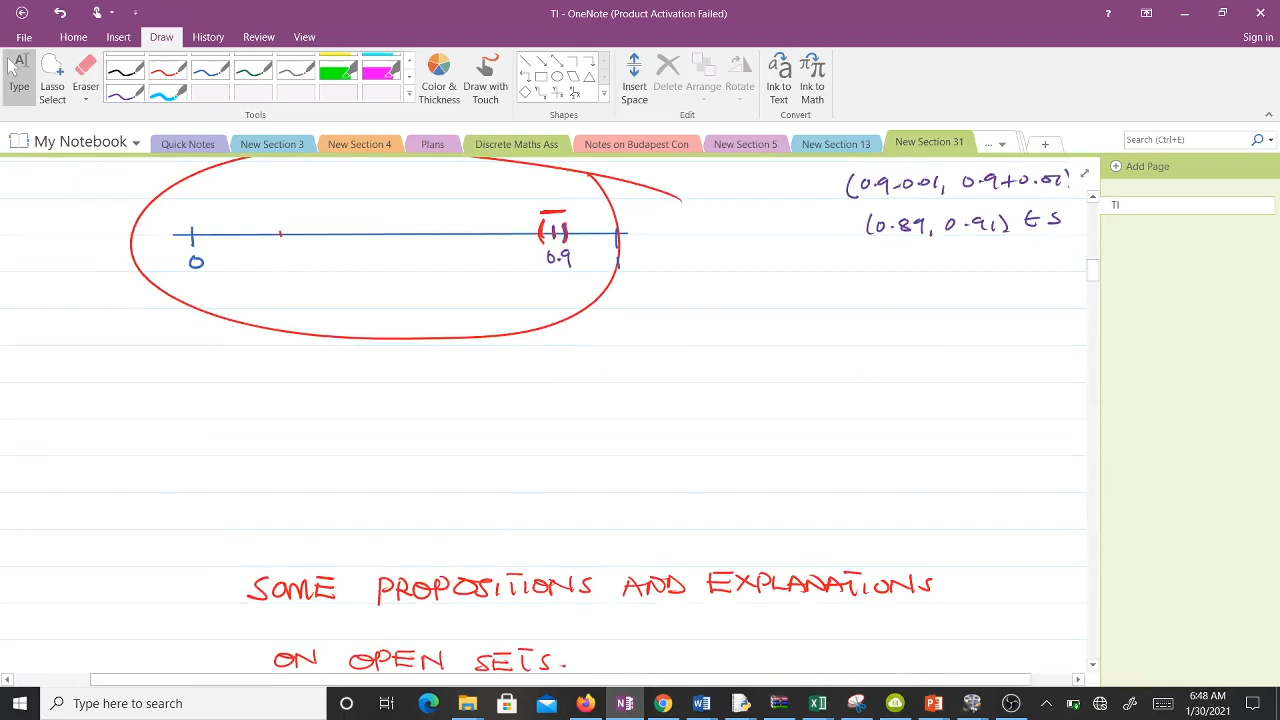 TI - OneNote (Product Activation Failed)
Sign in
File Home Insert Draw History Review View
Type
Lasso Select
Eraser
Color & Thickness
Draw with Touch
Insert Space
Delete
Arrange
Rotate
Ink to Text
Ink to Math
Tools
Shapes
Edit
Convert
My Notebook
Quick Notes
New Section 3
New Section 4
Plans
Discrete Maths Ass
Notes on Budapest Con
New Section 5
New Section 13
New Section 31
Search (Ctrl+E)
Add Page
TI
(0.9-0.01, 0.9+0.01)
(0.89, 0.91) ∈ S
0
0.9
1
SOME PROPOSITIONS AND EXPLANATIONS
ON OPEN SETS.
Type here to search
6:48 AM
1/30/2021